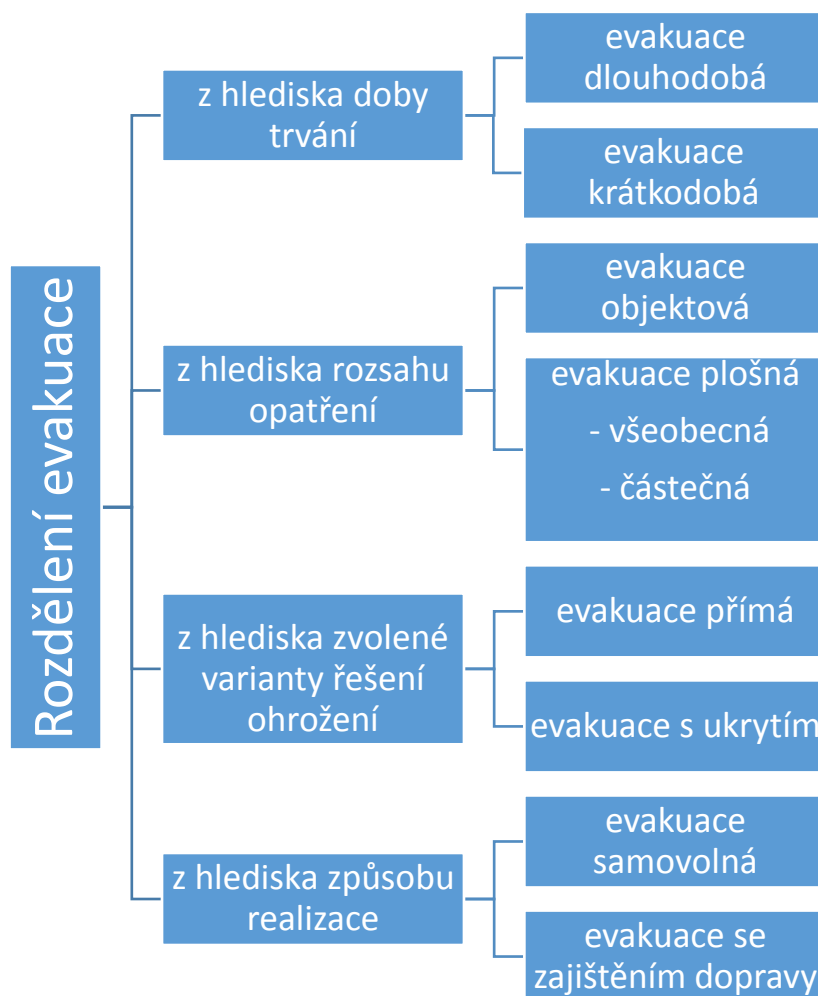 Rozdělení evakuace
z hlediska doby
trvání
evakuace
dlouhodobá
evakuace
krátkodobá
z hlediska rozsahu
opatření
evakuace
objektová
evakuace plošná
- všeobecná
- částečná
z hlediska zvolené
varianty řešení
ohrožení
evakuace přímá
evakuace s ukrytím
z hlediska způsobu
realizace
evakuace
samovolná
evakuace se
zajištěním dopravy